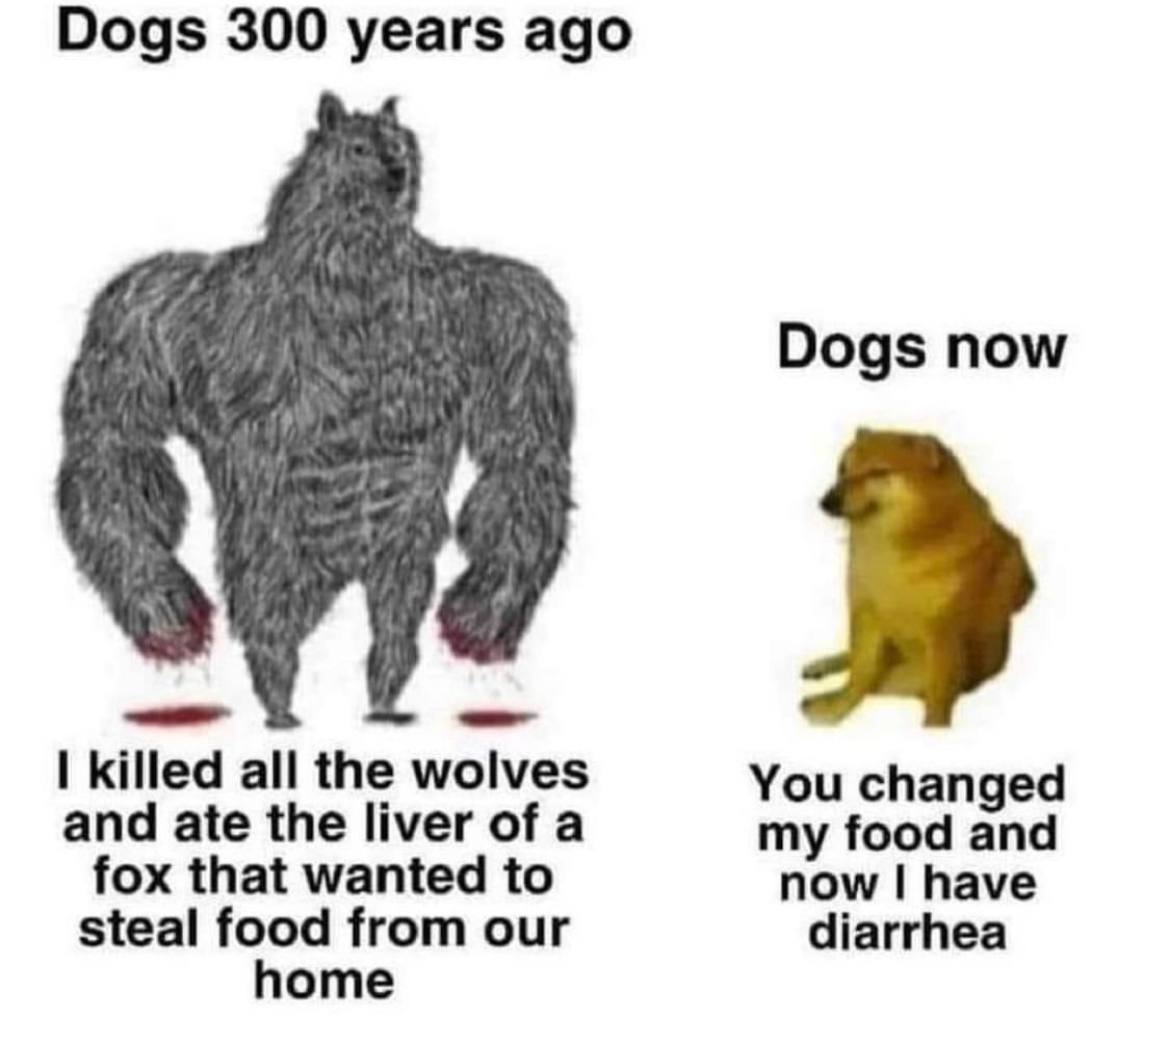 Dogs 300 years ago
I killed all the wolves
and ate the liver of a
fox that wanted to
steal food from our
home
Dogs now
You changed
my food and
now I have
diarrhea